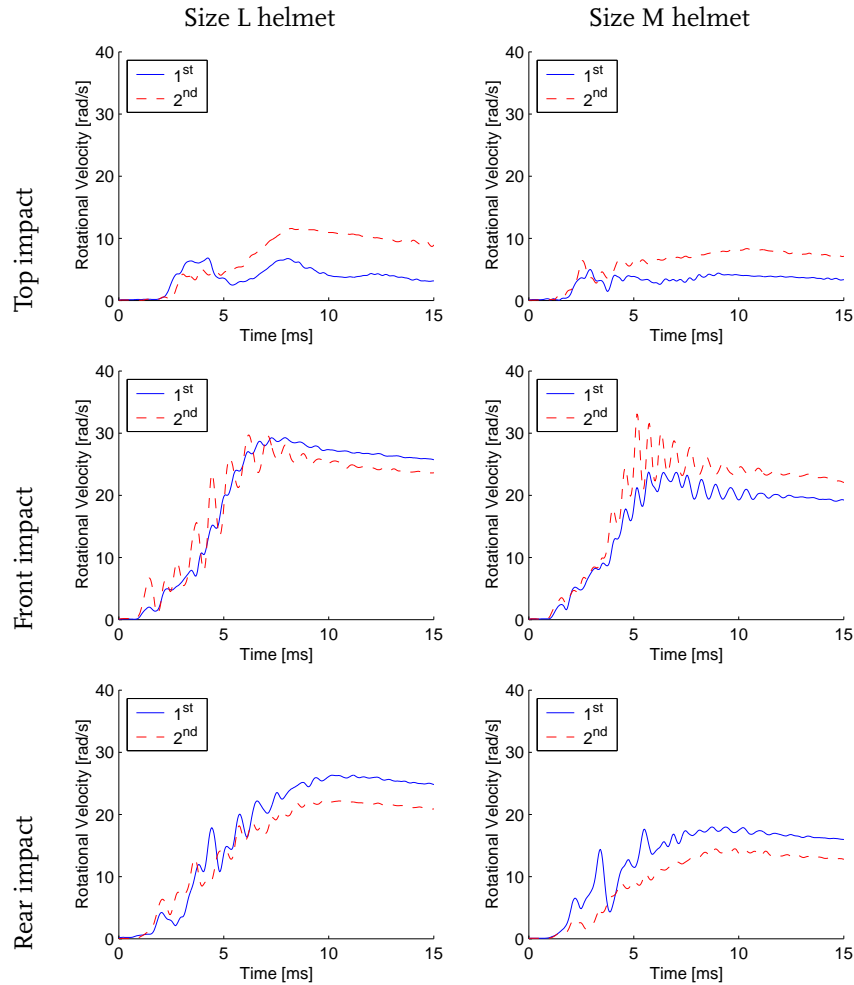 Size L helmet
Size M helmet
Top impact
40
30
20
10
0
Rotational Velocity [rad/s]
1st
2nd
0 5 10 15
Time [ms]
40
30
20
10
0
Rotational Velocity [rad/s]
1st
2nd
0 5 10 15
Time [ms]
Front impact
40
30
20
10
0
Rotational Velocity [rad/s]
1st
2nd
0 5 10 15
Time [ms]
40
30
20
10
0
Rotational Velocity [rad/s]
1st
2nd
0 5 10 15
Time [ms]
Rear impact
40
30
20
10
0
Rotational Velocity [rad/s]
1st
2nd
0 5 10 15
Time [ms]
40
30
20
10
0
Rotational Velocity [rad/s]
1st
2nd
0 5 10 15
Time [ms]